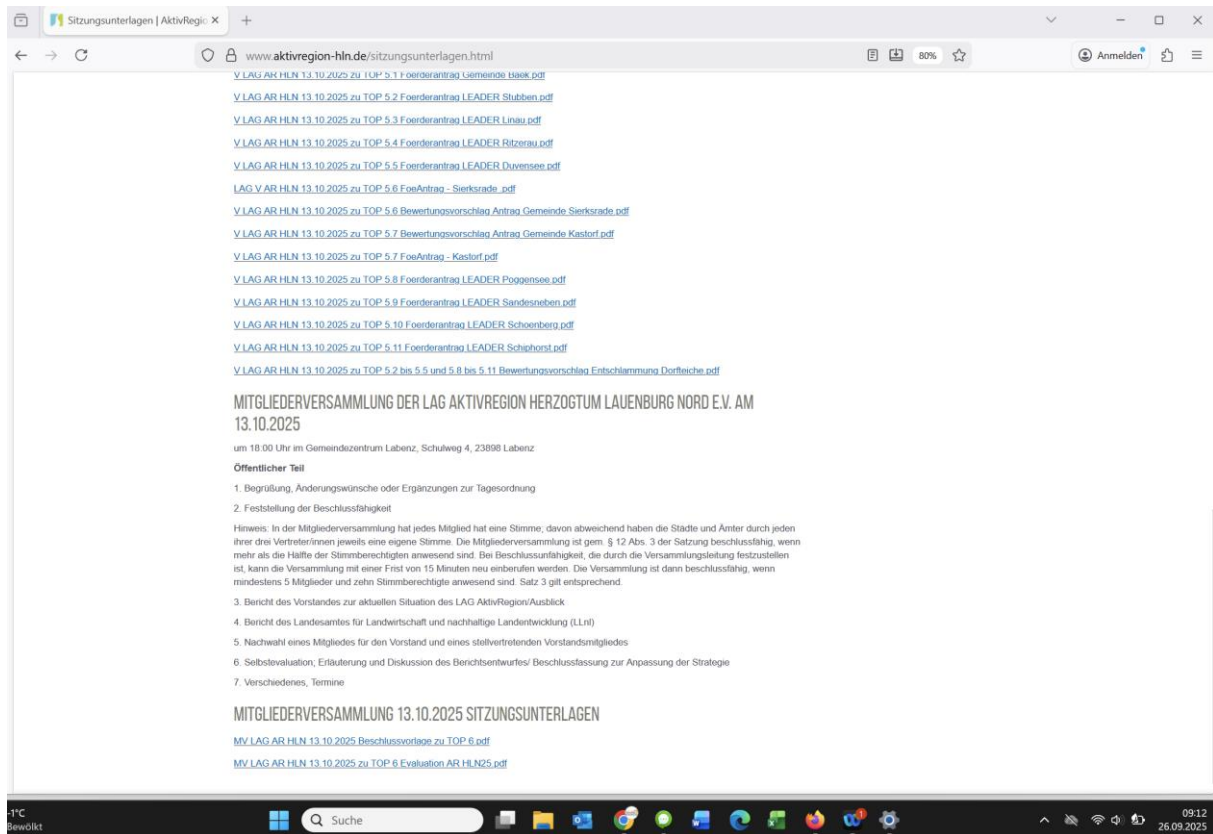 Sitzungsunterlagen | AktivRegio
www.aktivregion-hln.de/sitzungsunterlagen.html
80%
Anmelden
V LAG AR HLN 13.10.2025 zu TOP 5.1 Foerderantrag Gemeinde Baek.pdf
V LAG AR HLN 13.10.2025 zu TOP 5.2 Foerderantrag LEADER Stubben.pdf
V LAG AR HLN 13.10.2025 zu TOP 5.3 Foerderantrag LEADER Linau.pdf
V LAG AR HLN 13.10.2025 zu TOP 5.4 Foerderantrag LEADER Ritzerau.pdf
V LAG AR HLN 13.10.2025 zu TOP 5.5 Foerderantrag LEADER Duvensee.pdf
LAG V AR HLN 13.10.2025 zu TOP 5.6 FoeAntrag - Sierksrade .pdf
V LAG AR HLN 13.10.2025 zu TOP 5.6 Bewertungsvorschlag Antrag Gemeinde Sierksrade.pdf
V LAG AR HLN 13.10.2025 zu TOP 5.7 Bewertungsvorschlag Antrag Gemeinde Kastorf.pdf
V LAG AR HLN 13.10.2025 zu TOP 5.7 FoeAntrag - Kastorf.pdf
V LAG AR HLN 13.10.2025 zu TOP 5.8 Foerderantrag LEADER Poggensee.pdf
V LAG AR HLN 13.10.2025 zu TOP 5.9 Foerderantrag LEADER Sandesneben.pdf
V LAG AR HLN 13.10.2025 zu TOP 5.10 Foerderantrag LEADER Schoenberg.pdf
V LAG AR HLN 13.10.2025 zu TOP 5.11 Foerderantrag LEADER Schiphorst.pdf
V LAG AR HLN 13.10.2025 zu TOP 5.2 bis 5.5 und 5.8 bis 5.11 Bewertungsvorschlag Entschlammung Dorfteiche.pdf
MITGLIEDERVERSAMMLUNG DER LAG AKTIVREGION HERZOGTUM LAUENBURG NORD E.V. AM
13.10.2025
um 18:00 Uhr im Gemeindezentrum Labenz, Schulweg 4, 23898 Labenz
Öffentlicher Teil
1. Begrüßung, Änderungswünsche oder Ergänzungen zur Tagesordnung
2. Feststellung der Beschlussfähigkeit
Hinweis: In der Mitgliederversammlung hat jedes Mitglied hat eine Stimme; davon abweichend haben die Städte und Ämter durch jeden
ihrer drei Vertreter/innen jeweils eine eigene Stimme. Die Mitgliederversammlung ist gem. § 12 Abs. 3 der Satzung beschlussfähig, wenn
mehr als die Hälfte der Stimmberechtigten anwesend sind. Bei Beschlussunfähigkeit, die durch die Versammlungsleitung festzustellen
ist, kann die Versammlung mit einer Frist von 15 Minuten neu einberufen werden. Die Versammlung ist dann beschlussfähig, wenn
mindestens 5 Mitglieder und zehn Stimmberechtigte anwesend sind. Satz 3 gilt entsprechend.
3. Bericht des Vorstandes zur aktuellen Situation des LAG AktivRegion/Ausblick
4. Bericht des Landesamtes für Landwirtschaft und nachhaltige Landentwicklung (LLnl)
5. Nachwahl eines Mitgliedes für den Vorstand und eines stellvertretenden Vorstandsmitgliedes
6. Selbstevaluation; Erläuterung und Diskussion des Berichtsentwurfes/ Beschlussfassung zur Anpassung der Strategie
7. Verschiedenes, Termine
MITGLIEDERVERSAMMLUNG 13.10.2025 SITZUNGSUNTERLAGEN
MV LAG AR HLN 13.10.2025 Beschlussvorlage zu TOP 6.pdf
MV LAG AR HLN 13.10.2025 zu TOP 6 Evaluation AR HLN25.pdf
-1°C
Bewölkt
Suche
09:12
26.09.2025